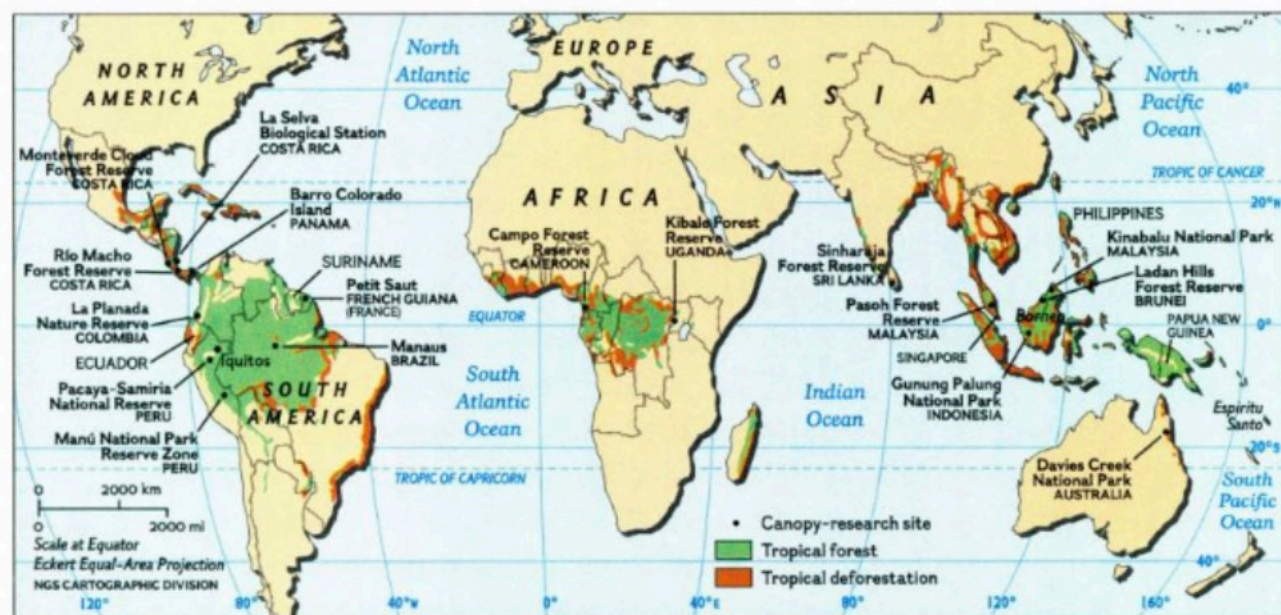 NORTH
AMERICA
North
Atlantic
Ocean
EUROPE
ASIA
North
Pacific
Ocean
40°
La Selva
Biological Station
COSTA RICA
Monteverde Cloud
Forest Reserve
COSTA RICA
Barro Colorado
Island
PANAMA
AFRICA
TROPIC OF CANCER
20°N
Río Macho
Forest Reserve
COSTA RICA
SURINAME
Petit Saut
FRENCH GUIANA
(FRANCE)
Campo Forest
Reserve
CAMEROON
Kibale Forest
Reserve
UGANDA
Sinharaja
Forest Reserve
SRI LANKA
PHILIPPINES
Kinabalu National Park
MALAYSIA
Ladan Hills
Forest Reserve
BRUNEI
La Planada
Nature Reserve
COLOMBIA
EQUATOR
Pasoh Forest
Reserve
MALAYSIA
Borneo
0°
PAPUA NEW
GUINEA
ECUADOR
Iquitos
Manaus
BRAZIL
SINGAPORE
Pacaya-Samiria
National Reserve
PERU
SOUTH
AMERICA
South
Atlantic
Ocean
Indian
Ocean
Gunung Palung
National Park
INDONESIA
Espiritu
Santo
Manú National Park
Reserve Zone
PERU
20°S
TROPIC OF CAPRICORN
Davies Creek
National Park
AUSTRALIA
South
Pacific
Ocean
0 2000 km
0 2000 mi
Scale at Equator
Eckert Equal-Area Projection
NGS CARTOGRAPHIC DIVISION
Canopy-research site
Tropical forest
Tropical deforestation
40°
120° 80° 40°W 0° 40°E 80° 120° 160°